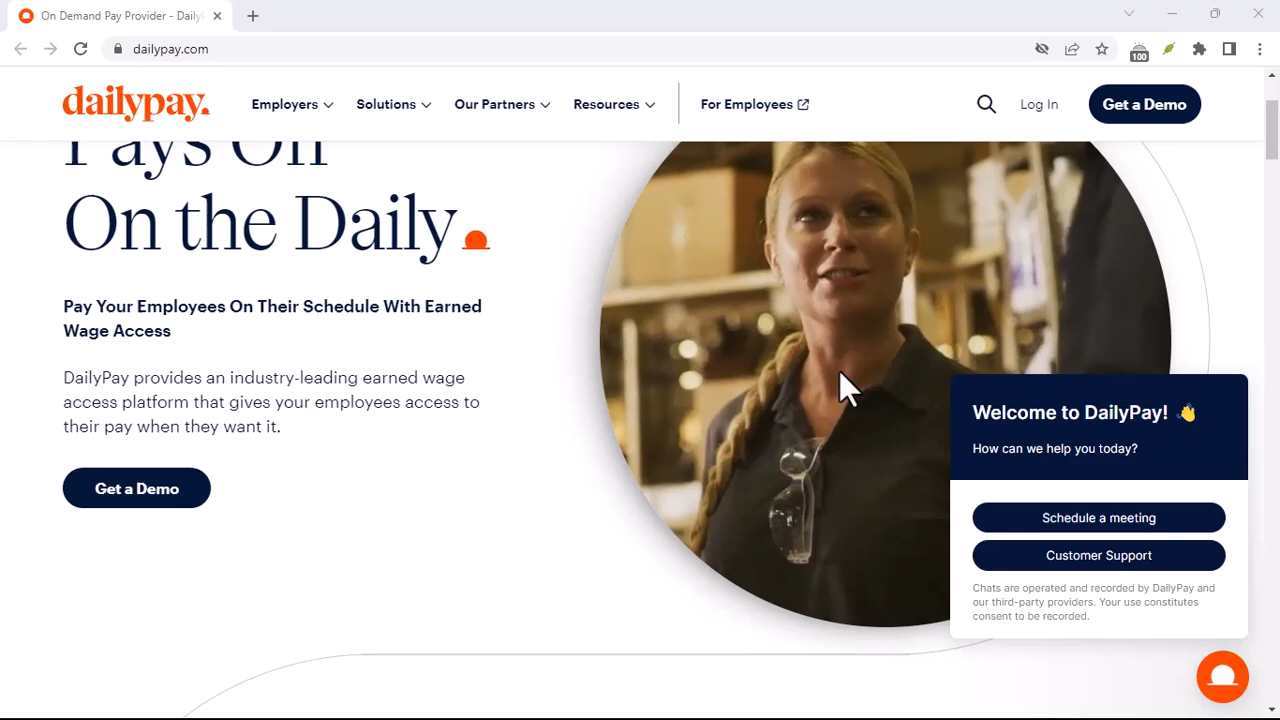 On Demand Pay Provider - Daily
dailypay.com
100
dailypay.
Employers
Solutions
Our Partners
Resources
For Employees
Log In
Get a Demo
Pays Off
On the Daily
Pay Your Employees On Their Schedule With Earned
Wage Access
DailyPay provides an industry-leading earned wage
access platform that gives your employees access to
their pay when they want it.
Get a Demo
Welcome to DailyPay! 👋
How can we help you today?
Schedule a meeting
Customer Support
Chats are operated and recorded by DailyPay and
our third-party providers. Your use constitutes
consent to be recorded.